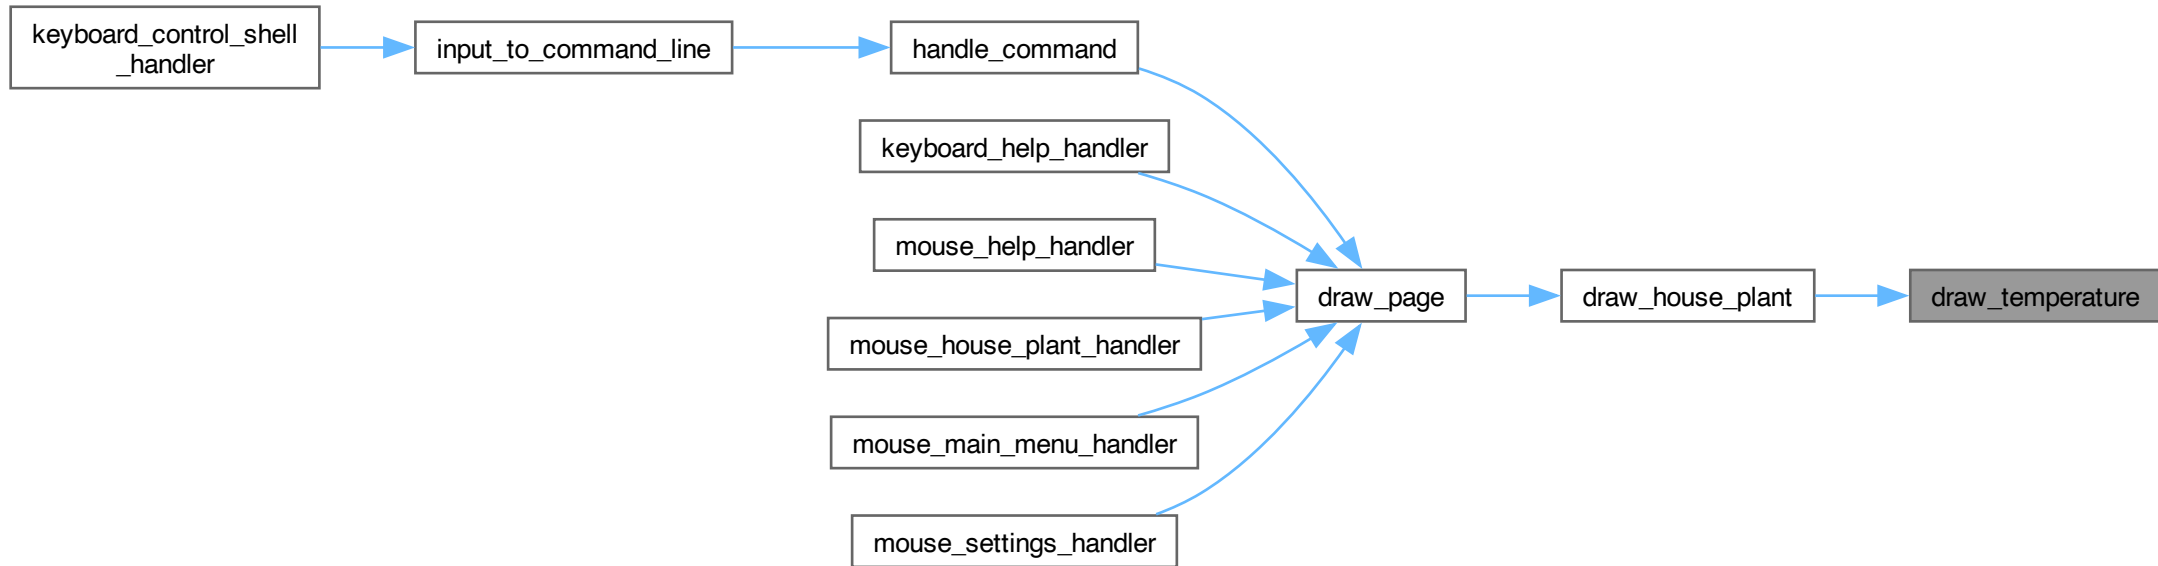 keyboard_control_shell
_handler
input_to_command_line
handle_command
keyboard_help_handler
mouse_help_handler
draw_page
draw_house_plant
draw_temperature
mouse_house_plant_handler
mouse_main_menu_handler
mouse_settings_handler